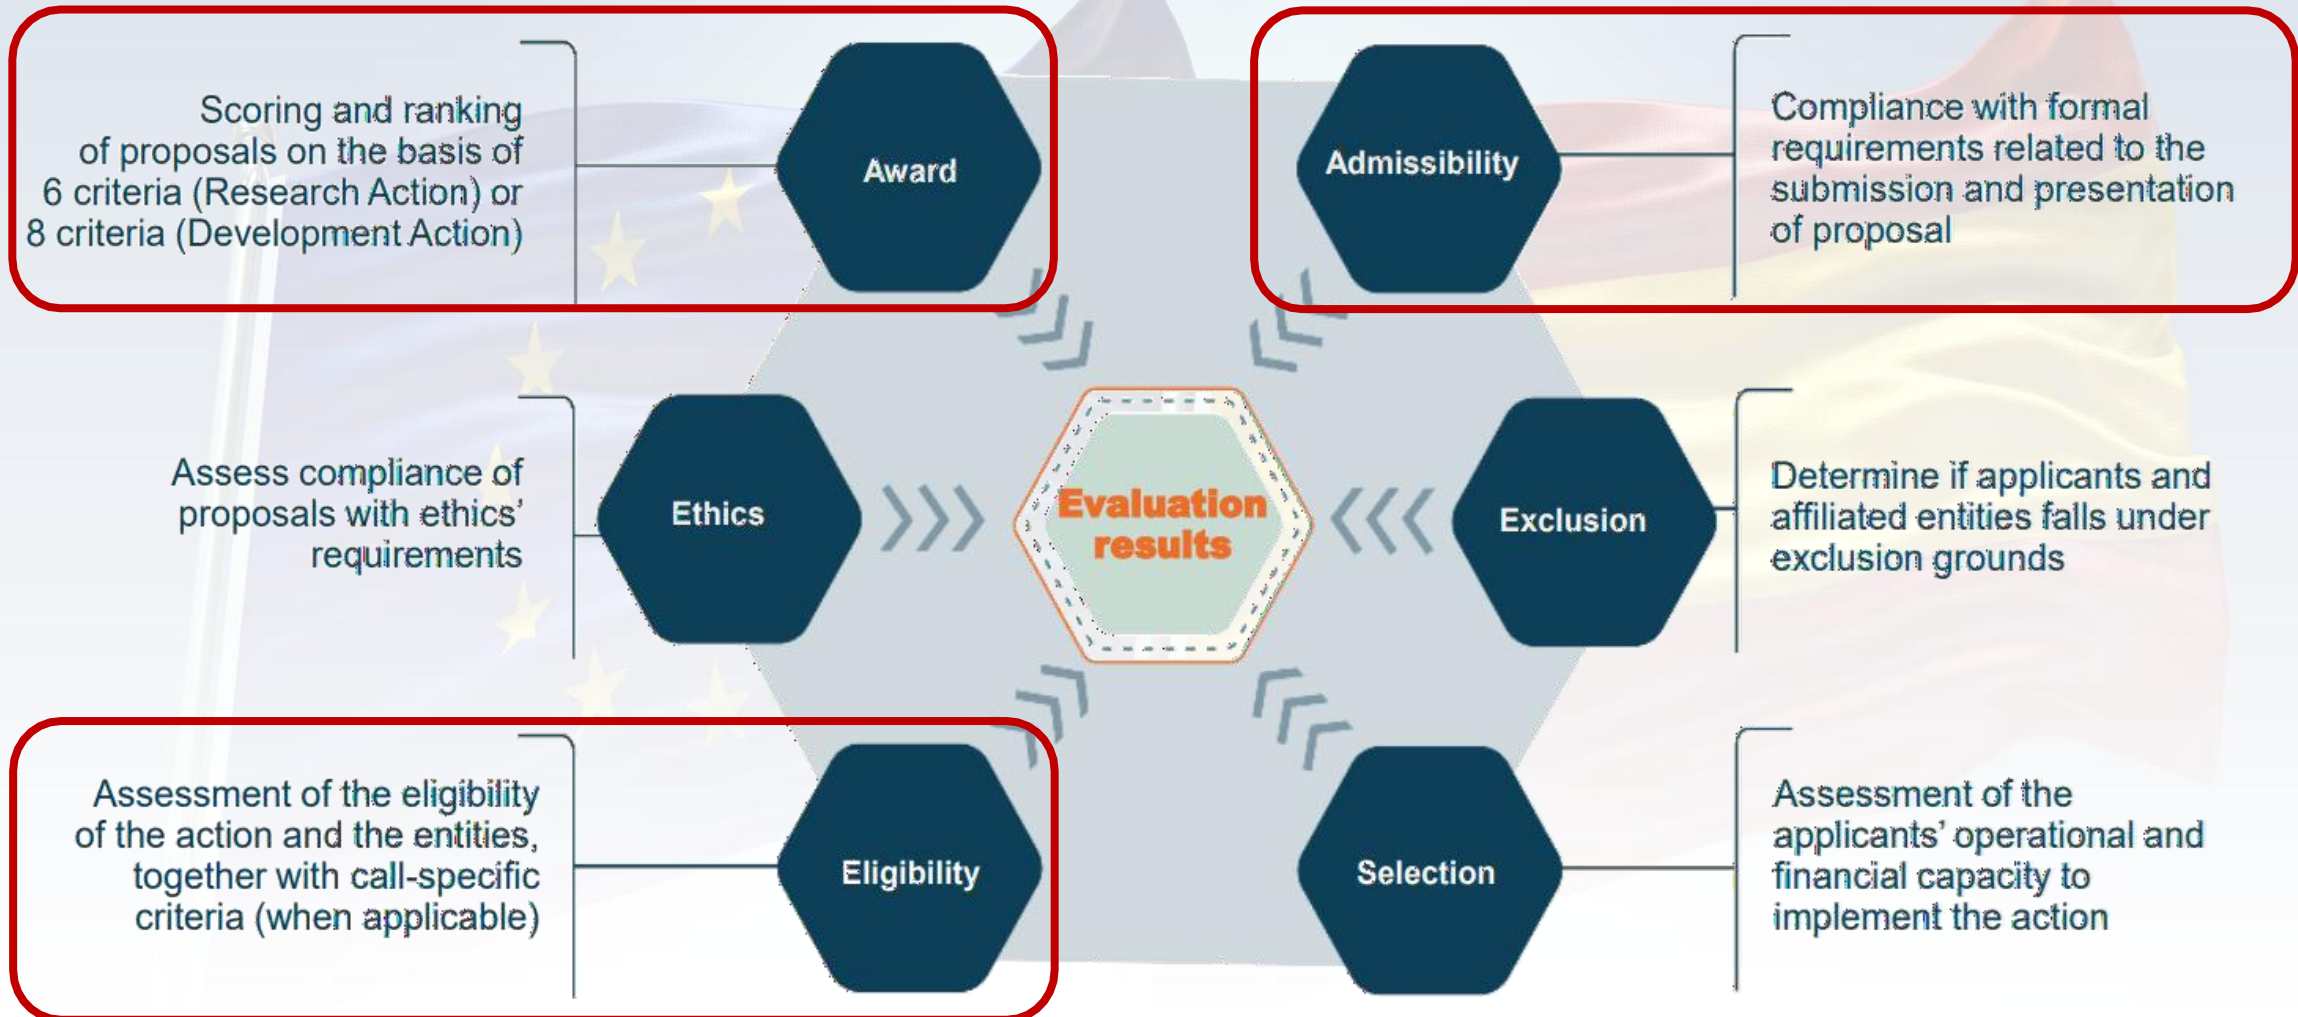 Scoring and ranking
of proposals on the basis of
6 criteria (Research Action) or
8 criteria (Development Action)
Award
Admissibility
Compliance with formal
requirements related to the
submission and presentation
of proposal
Assess compliance of
proposals with ethics’
requirements
Ethics
Evaluation
results
Exclusion
Determine if applicants and
affiliated entities falls under
exclusion grounds
Assessment of the eligibility
of the action and the entities,
together with call-specific
criteria (when applicable)
Eligibility
Selection
Assessment of the
applicants’ operational and
financial capacity to
implement the action